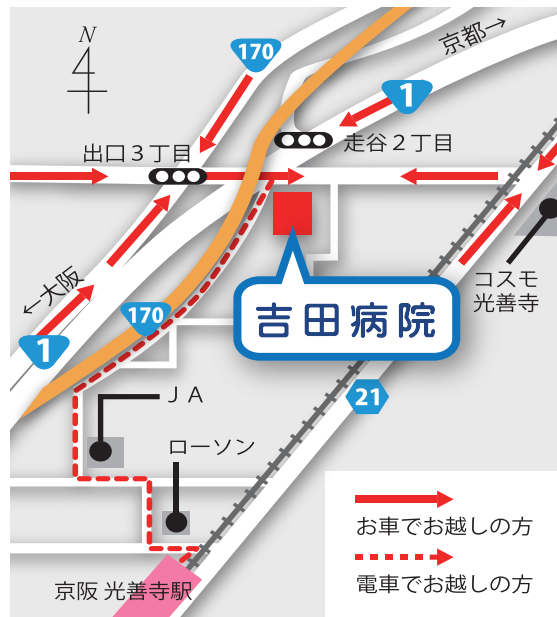 N
170
京都→
1
出口3丁目
走谷2丁目
コスモ
光善寺
←大阪
170
吉田病院
1
21
JA
ローソン
お車でお越しの方
電車でお越しの方
京阪 光善寺駅